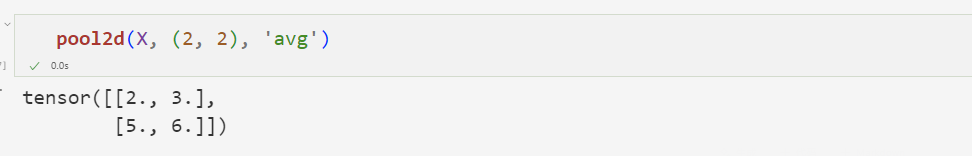 pool2d(X, (2, 2), 'avg')
0.0s
tensor([[2., 3.],
[5., 6.]])